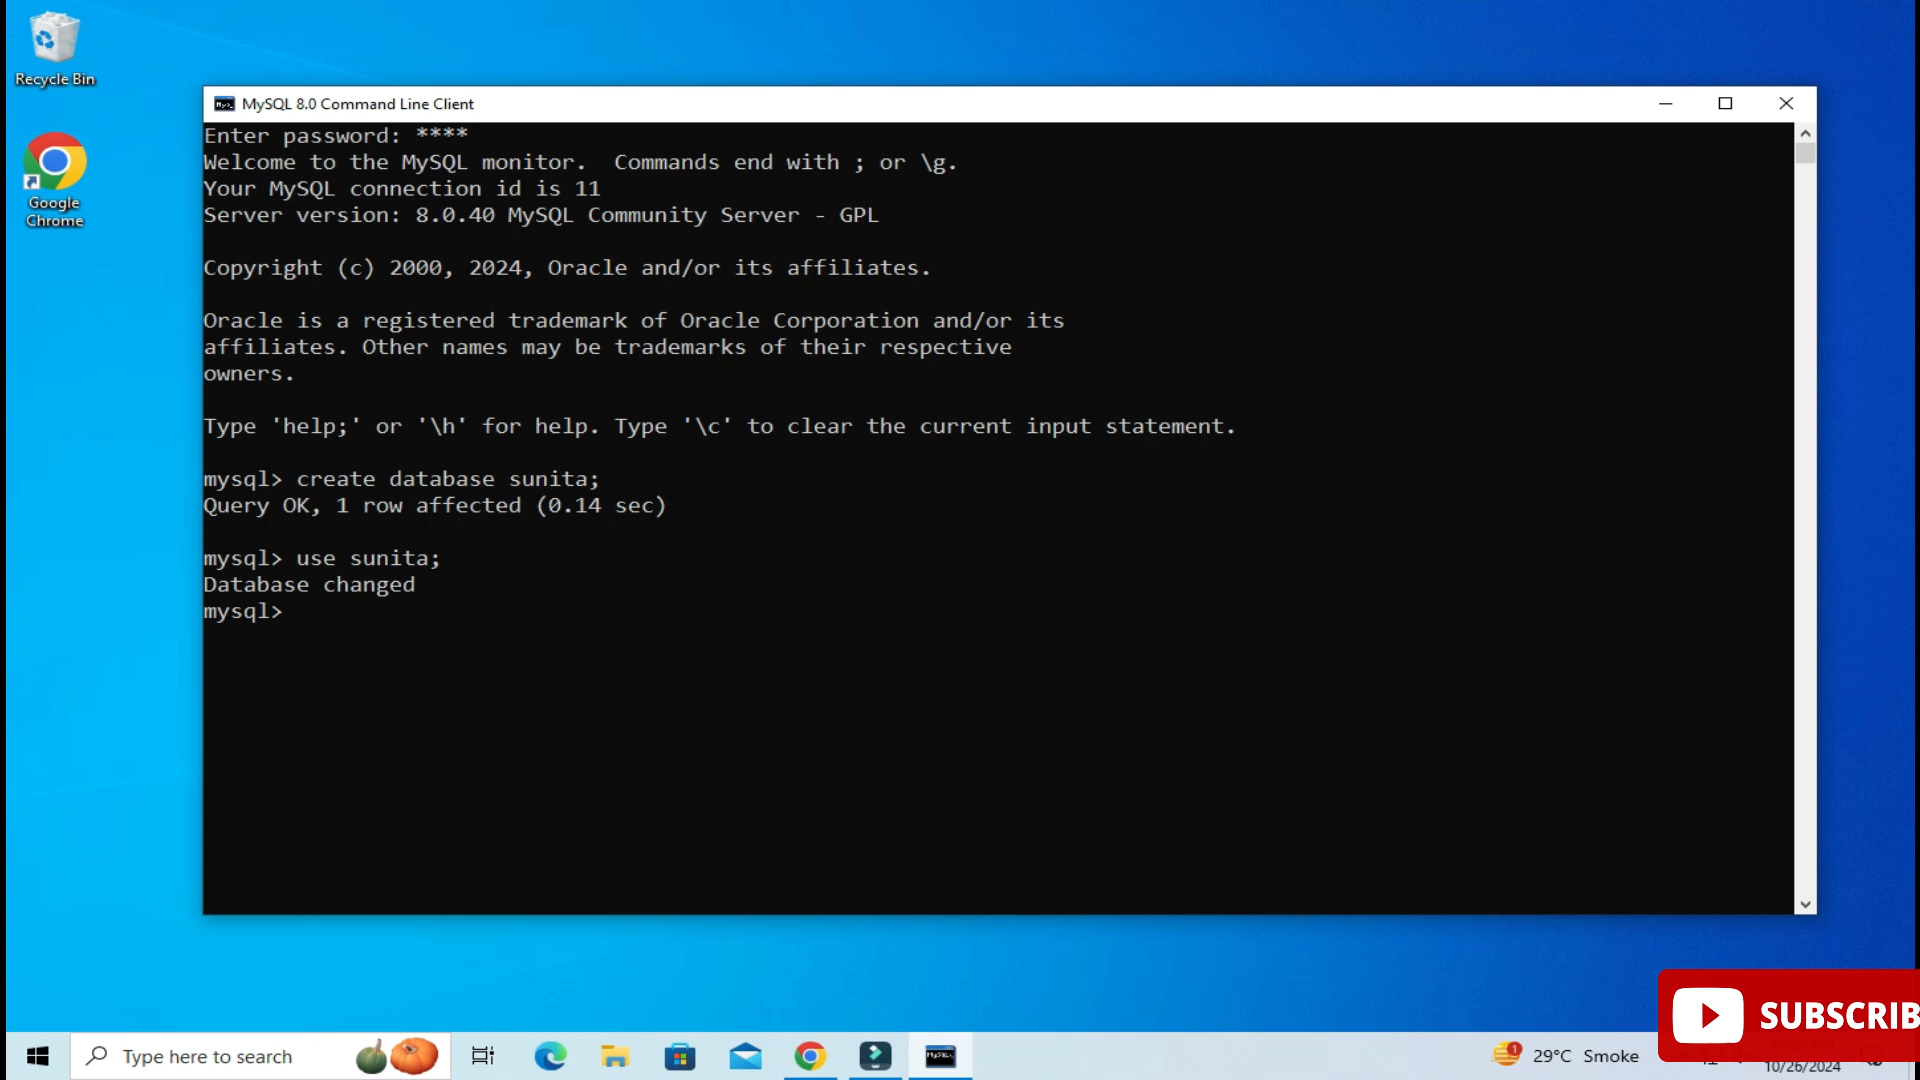 Recycle Bin
Google
Chrome
MySQL 8.0 Command Line Client
Enter password: ****
Welcome to the MySQL monitor.  Commands end with ; or \g.
Your MySQL connection id is 11
Server version: 8.0.40 MySQL Community Server - GPL
Copyright (c) 2000, 2024, Oracle and/or its affiliates.
Oracle is a registered trademark of Oracle Corporation and/or its
affiliates. Other names may be trademarks of their respective
owners.
Type 'help;' or '\h' for help. Type '\c' to clear the current input statement.
mysql> create database sunita;
Query OK, 1 row affected (0.14 sec)
mysql> use sunita;
Database changed
mysql>
SUBSCRIB
Type here to search
1
29°C Smoke
10/26/2024